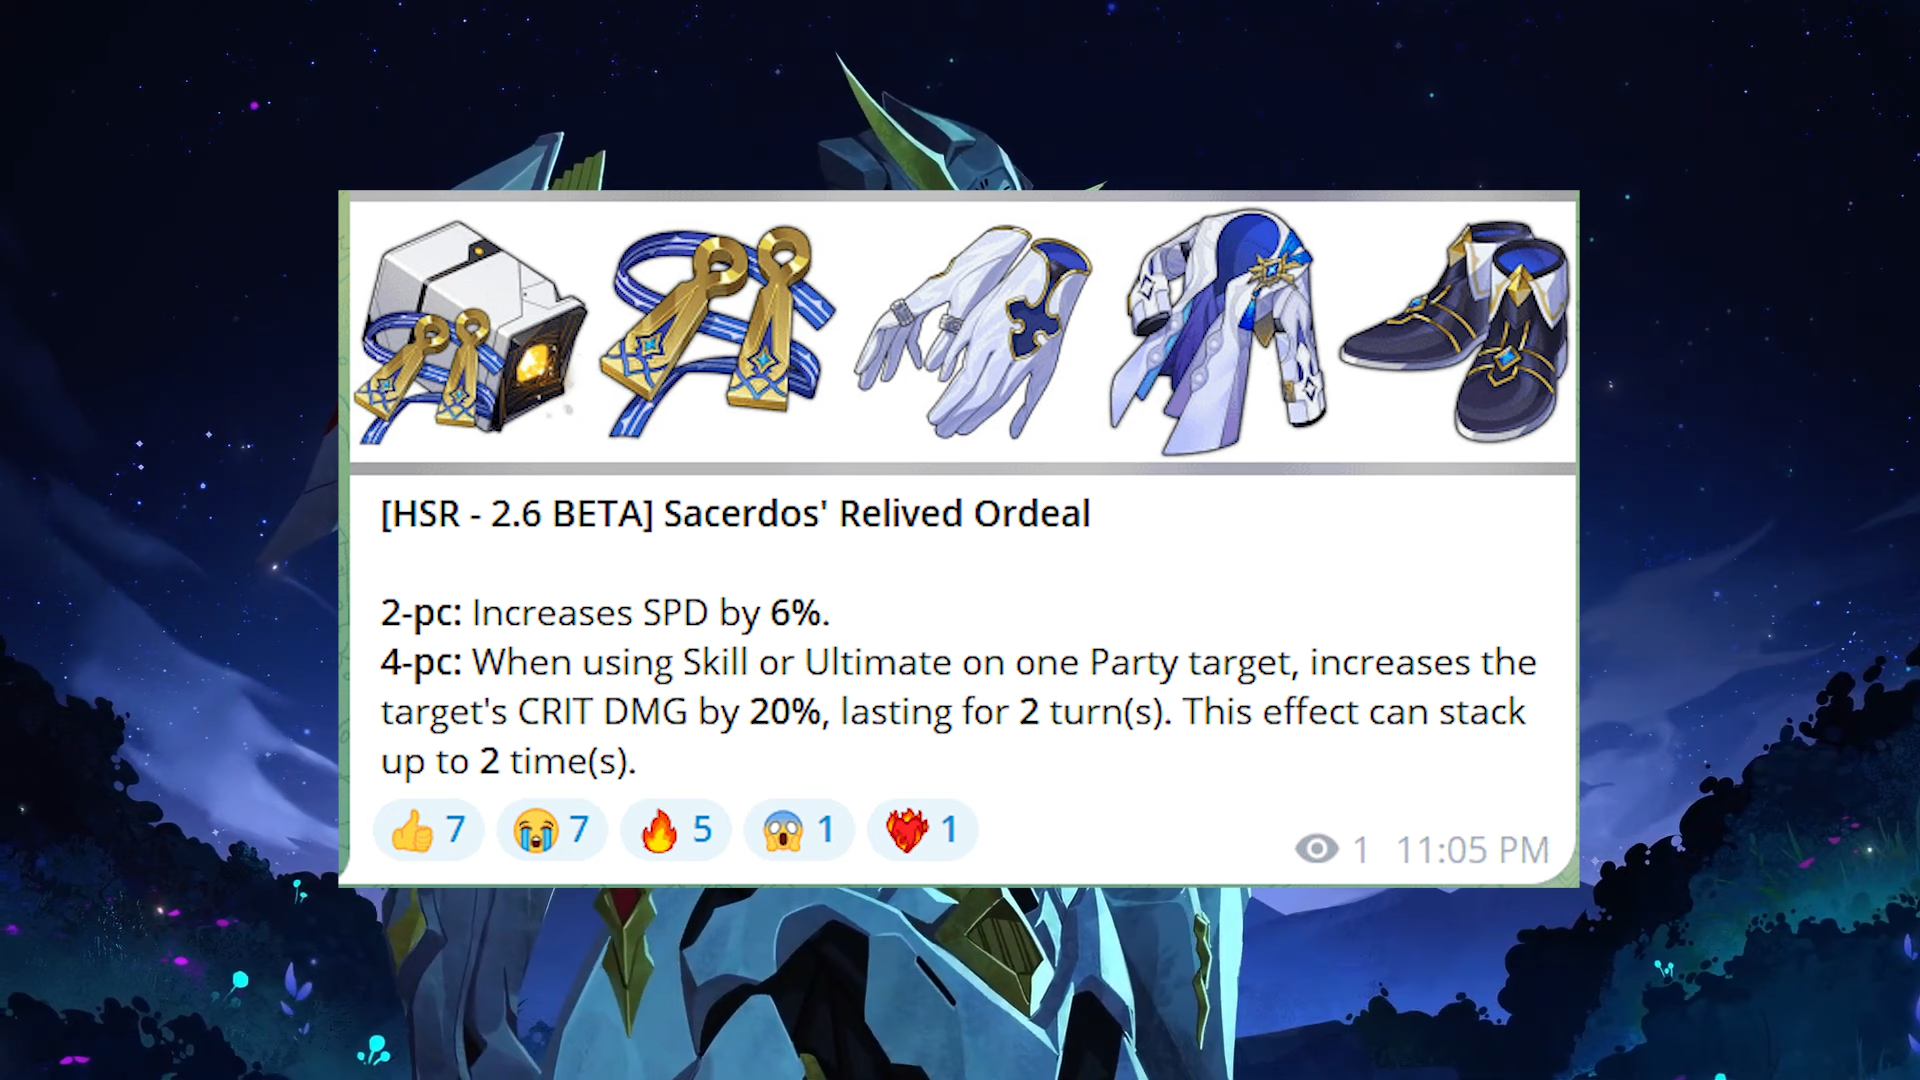 [HSR - 2.6 BETA] Sacerdos' Relived Ordeal
2-pc: Increases SPD by 6%.
4-pc: When using Skill or Ultimate on one Party target, increases the
target's CRIT DMG by 20%, lasting for 2 turn(s). This effect can stack
up to 2 time(s).
👍 7 😭 7 🔥 5 😱 1 ❤️‍🔥 1
1 11:05 PM